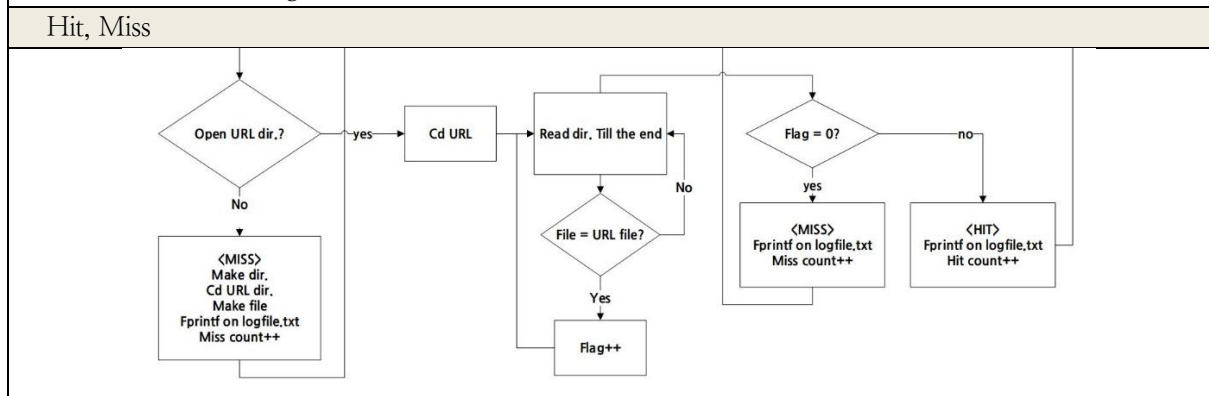 Hit, Miss
Open URL dir.?
yes
Cd URL
Read dir. Till the end
Flag = 0?
no
No
No
yes
File = URL file?
<MISS>
Make dir.
Cd URL dir.
Make file
Fprintf on logfile.txt
Miss count++
<MISS>
Fprintf on logfile.txt
Miss count++
<HIT>
Fprintf on logfile.txt
Hit count++
Yes
Flag++